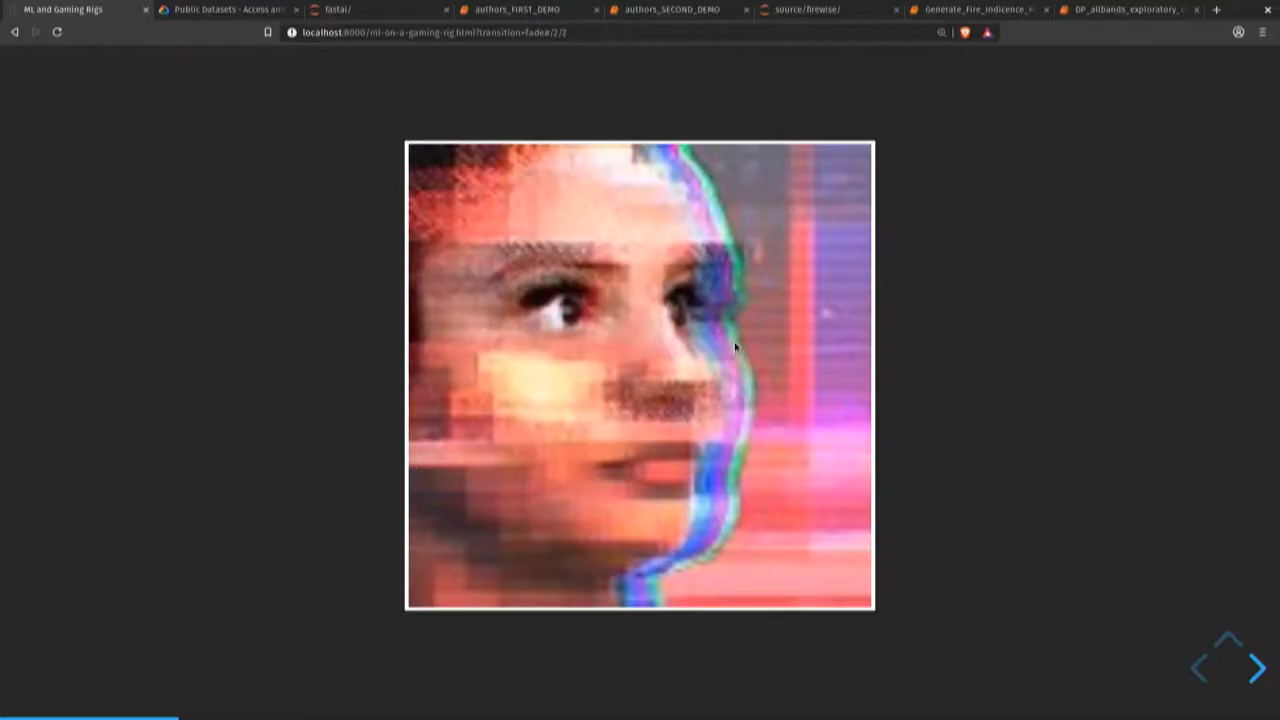 ML and Gaming Rigs
Public Datasets - Access and
fastai/
authors_FIRST_DEMO
authors_SECOND_DEMO
source/firewise/
Generate_Fire_Indicence_
DP_allbands_exploratory_
localhost:8000/ml-on-a-gaming-rig.html?transition=fade#/2/2